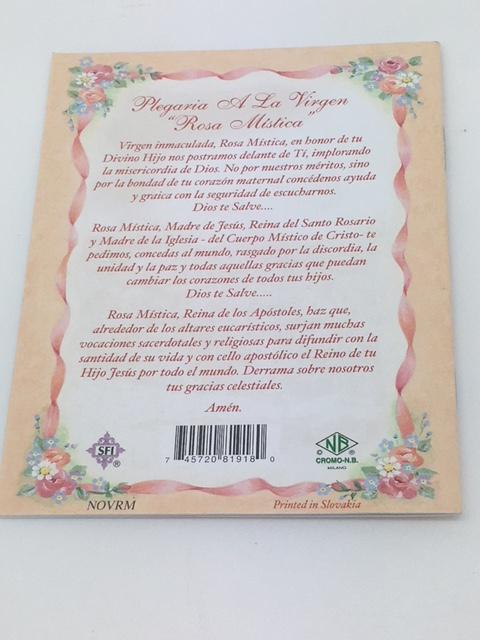 Plegaria A La Virgen
"Rosa Mística"
Virgen inmaculada, Rosa Mística, en honor de tu
Divino Hijo nos postramos delante de Tí, implorando
la misericordia de Dios. No por nuestros méritos, sino
por la bondad de tu corazón maternal concédenos ayuda
y graica con la seguridad de escucharnos.
Dios te Salve....
Rosa Mística, Madre de Jesús, Reina del Santo Rosario
y Madre de la Iglesia - del Cuerpo Místico de Cristo- te
pedimos, concedas al mundo, rasgado por la discordia, la
unidad y la paz y todas aquellas gracias que puedan
cambiar los corazones de todos tus hijos.
Dios te Salve.....
Rosa Mística, Reina de los Apóstoles, haz que,
alrededor de los altares eucarísticos, surjan muchas
vocaciones sacerdotales y religiosas para difundir con la
santidad de su vida y con cello apostólico el Reino de tu
Hijo Jesús por todo el mundo. Derrama sobre nosotros
tus gracias celestiales.
Amén.
SFI ®
7 45720 81918 0
NB ®
CROMO-N.B.
MILANO
NOVRM
Printed in Slovakia